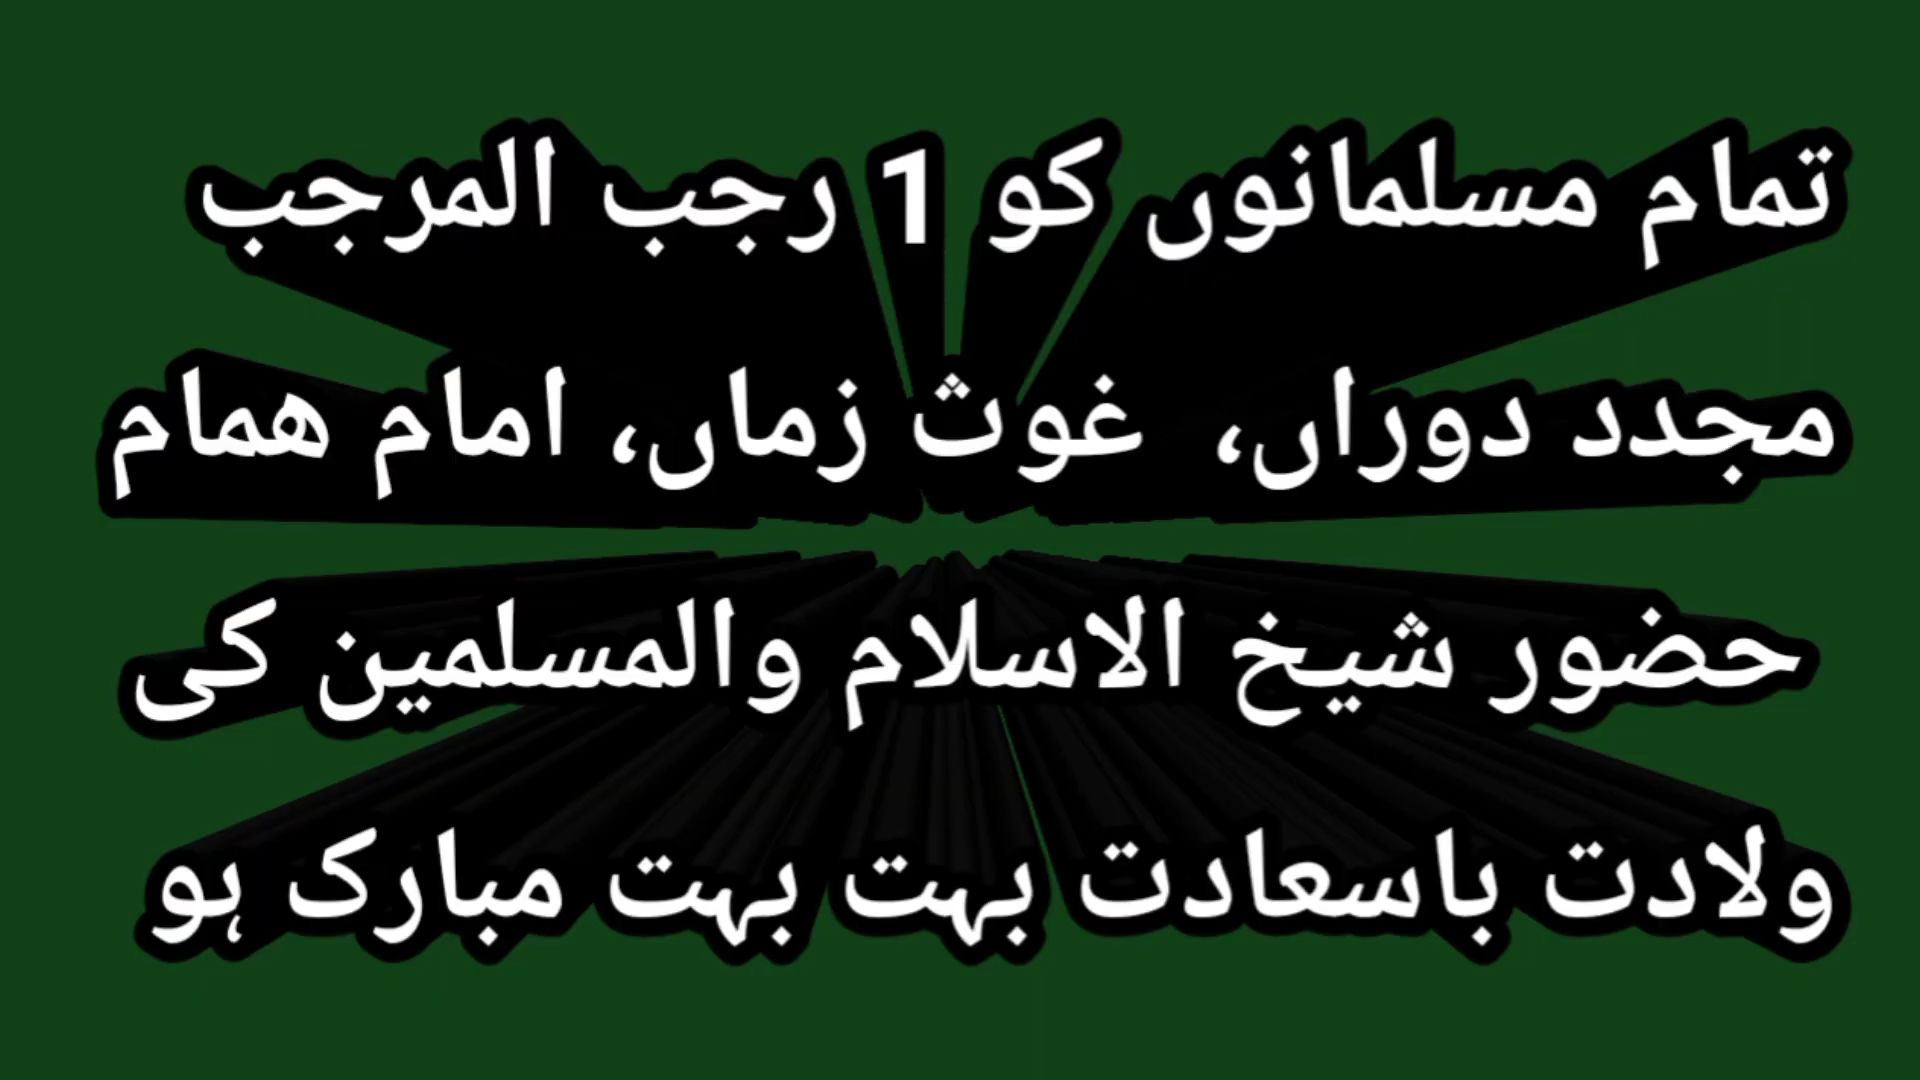 تمام مسلمانوں کو 1 رجب المرجب
مجدد دوراں، غوث زماں، امام همام
حضور شیخ الاسلام والمسلمین کی
ولادت باسعادت بہت بہت مبارک ہو